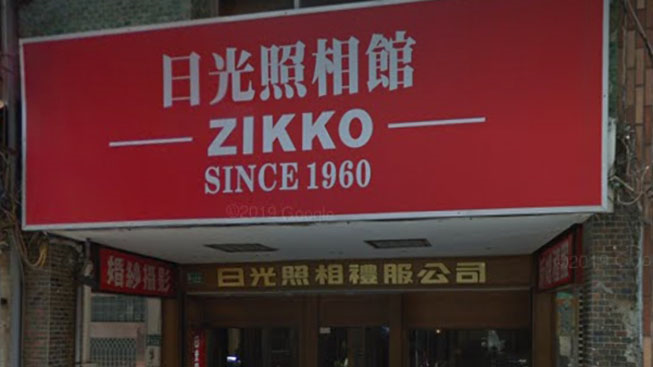 日光照相館
ZIKKO
SINCE 1960
©2019 Google
婚紗攝影
日光照相禮服公司